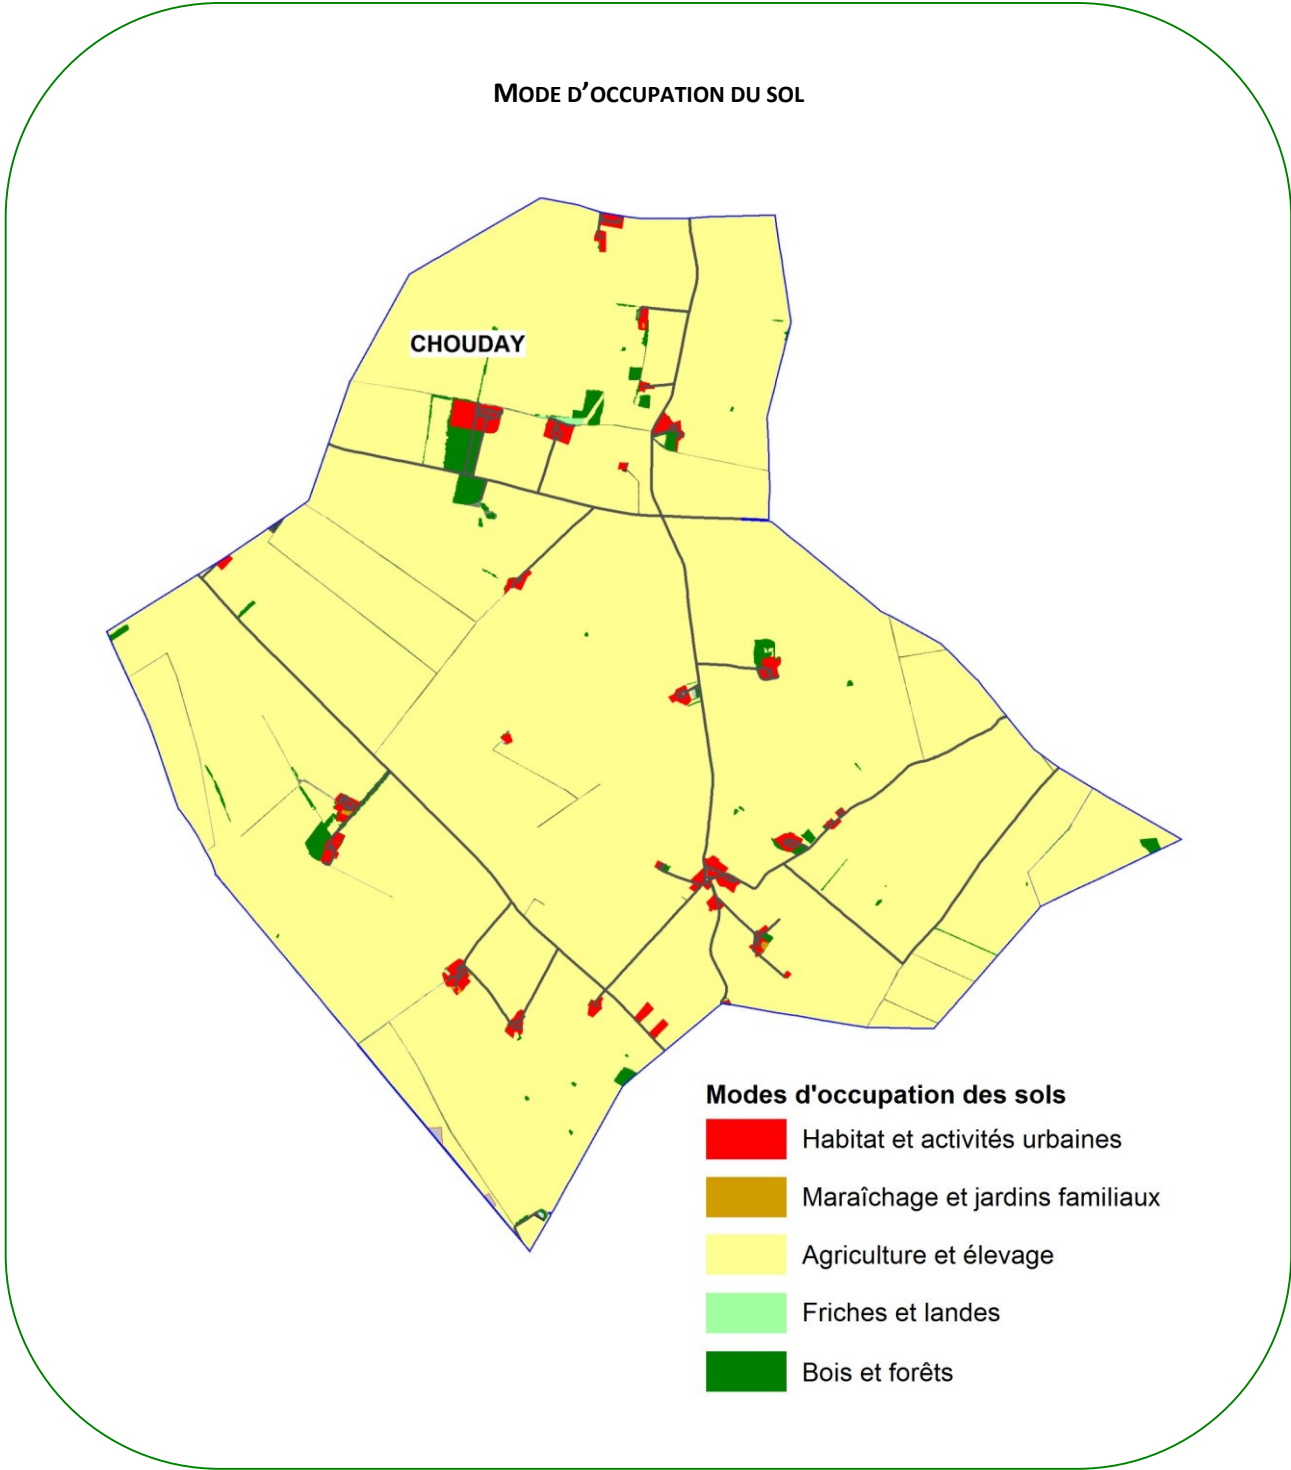 MODE D'OCCUPATION DU SOL
CHOUDAY
Modes d'occupation des sols
Habitat et activités urbaines
Maraîchage et jardins familiaux
Agriculture et élevage
Friches et landes
Bois et forêts